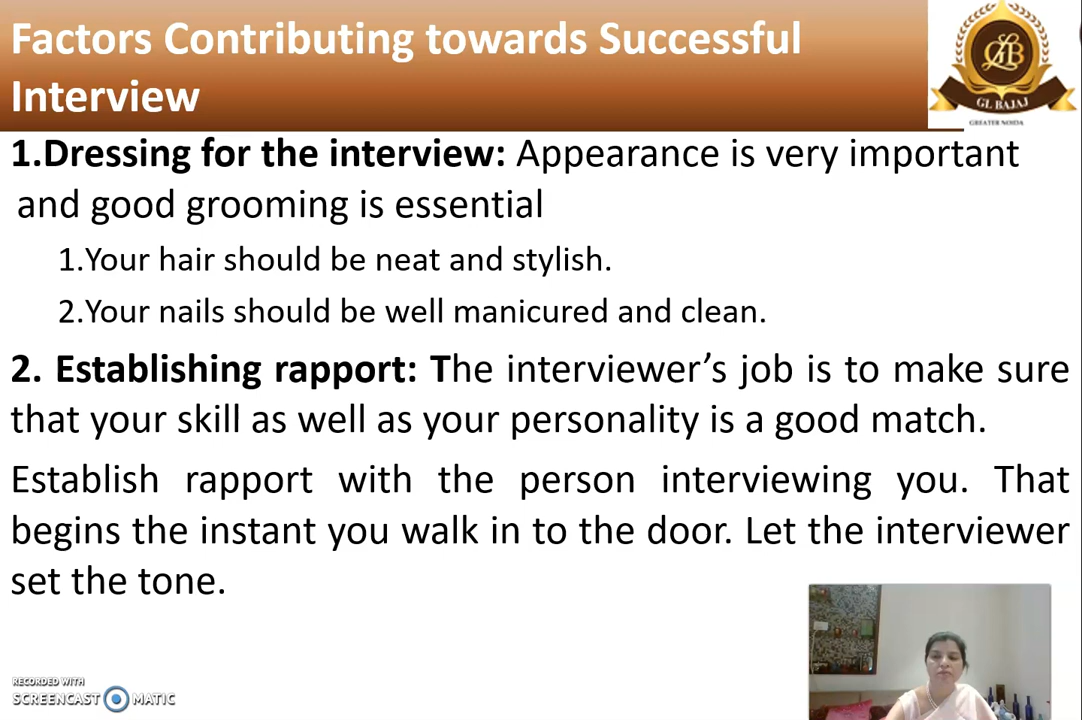 Factors Contributing towards Successful
Interview
GL BAJAJ
GREATER NOIDA
1.Dressing for the interview: Appearance is very important
and good grooming is essential
1.Your hair should be neat and stylish.
2.Your nails should be well manicured and clean.
2. Establishing rapport: The interviewer’s job is to make sure
that your skill as well as your personality is a good match.
Establish rapport with the person interviewing you. That
begins the instant you walk in to the door. Let the interviewer
set the tone.
RECORDED WITH
SCREENCAST MATIC